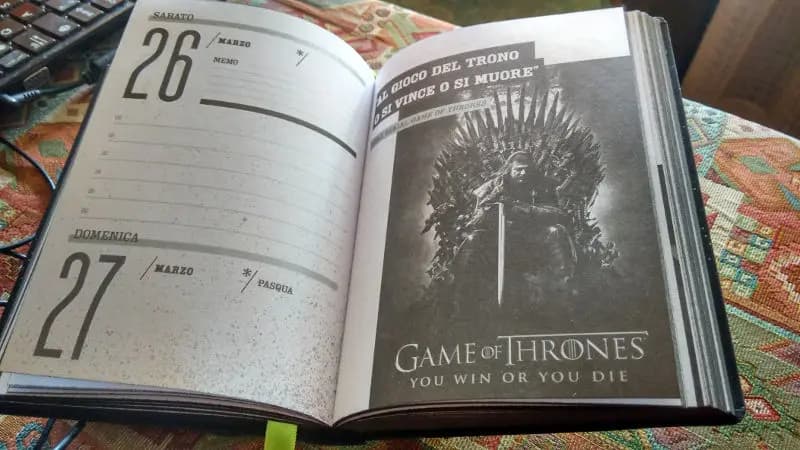 SABATO
26
/MARZO
*/
MEMO
DOMENICA
27
/MARZO
*/PASQUA
AL GIOCO DEL TRONO
O SI VINCE O SI MUORE"
GAME OF THRONES
GAME OF THRONES
YOU WIN OR YOU DIE